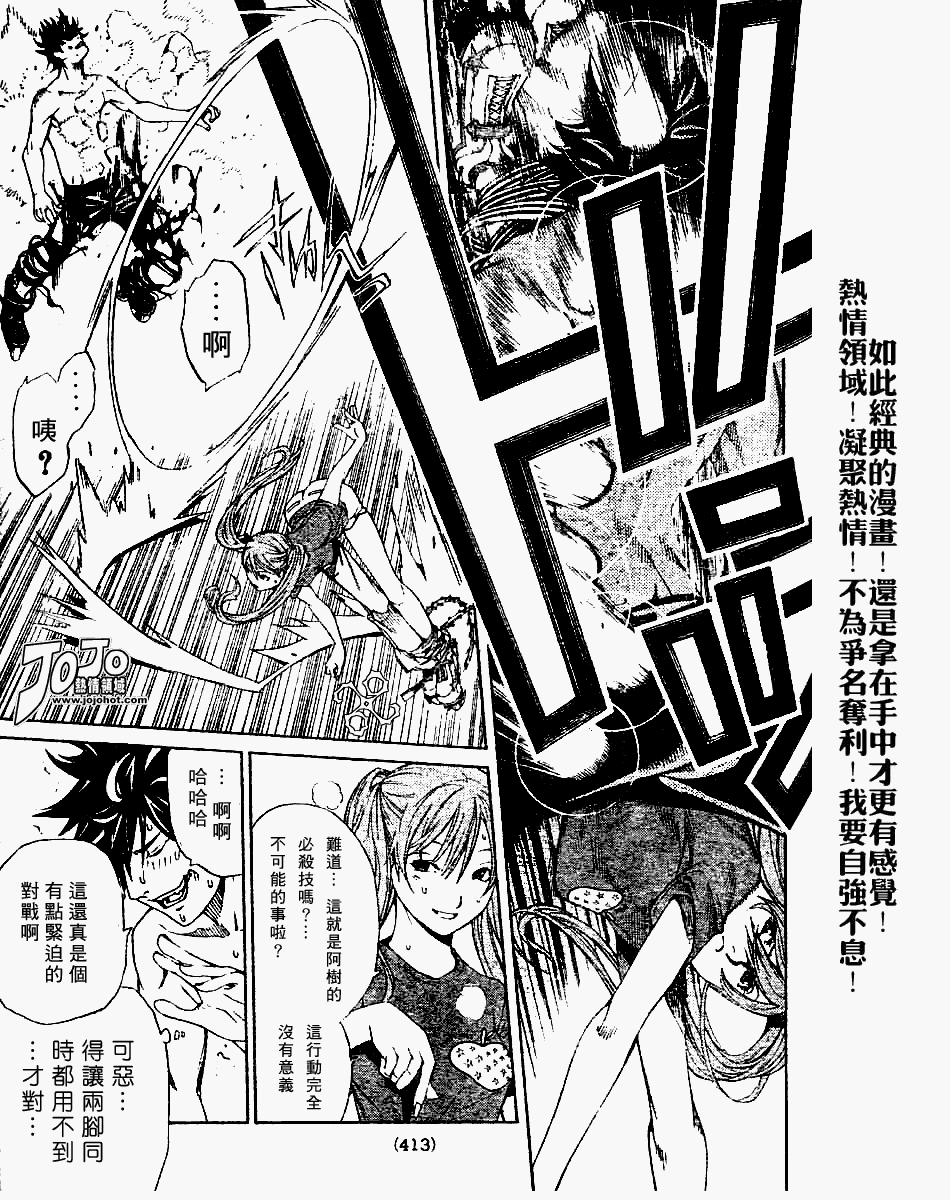 如此經典的漫畫！還是拿在手中才更有感覺！
熱情領域！凝聚熱情！不為爭名奪利！我要自強不息！
……啊
……咦？
JOJO
熱情領域
www.jojohot.com
難道…這就是阿樹的
必殺技嗎？……
不可能的事啦？
這行動完全
沒有意義
…啊啊
哈哈哈
這還真是個
有點緊迫的
對戰啊
可惡…
得讓兩腳同
時都用不到
…才對…
(413)